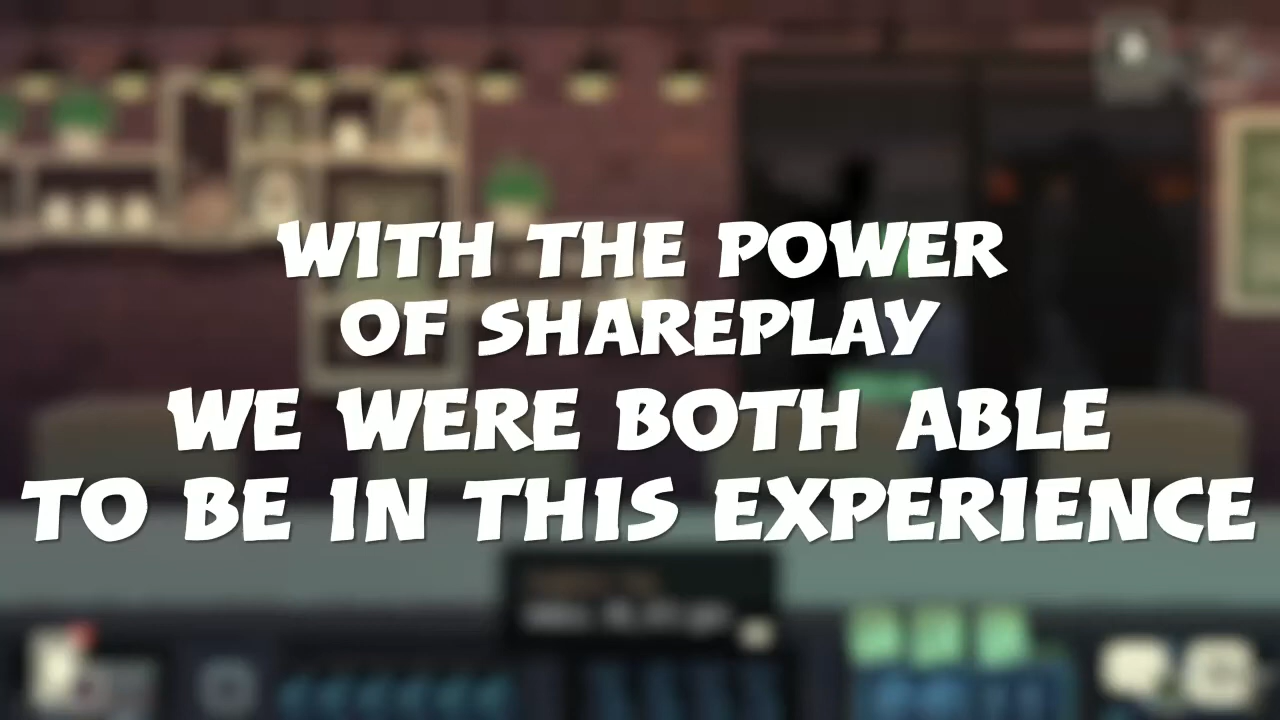 WITH THE POWER
OF SHAREPLAY
WE WERE BOTH ABLE
TO BE IN THIS EXPERIENCE